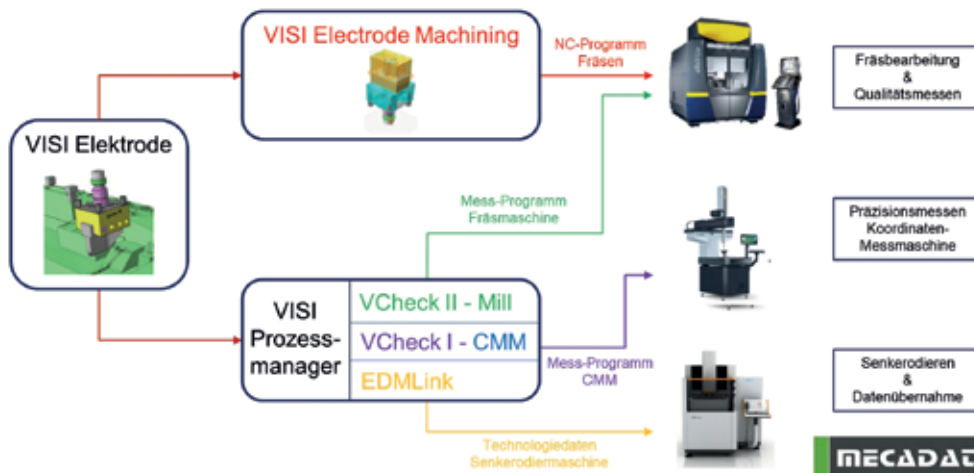 VISI Electrode Machining
NC-Programm
Fräsen
Fräsbearbeitung
&
Qualitätsmessen
VISI Elektrode
Mess-Programm
Fräsmaschine
Präzisionsmessen
Koordinaten-
Messmaschine
VISI
Prozess-
manager
VCheck II - Mill
VCheck I - CMM
EDMLink
Mess-Programm
CMM
Senkerodieren
&
Datenübernahme
Technologiedaten
Senkerodiermaschine
MECADAT